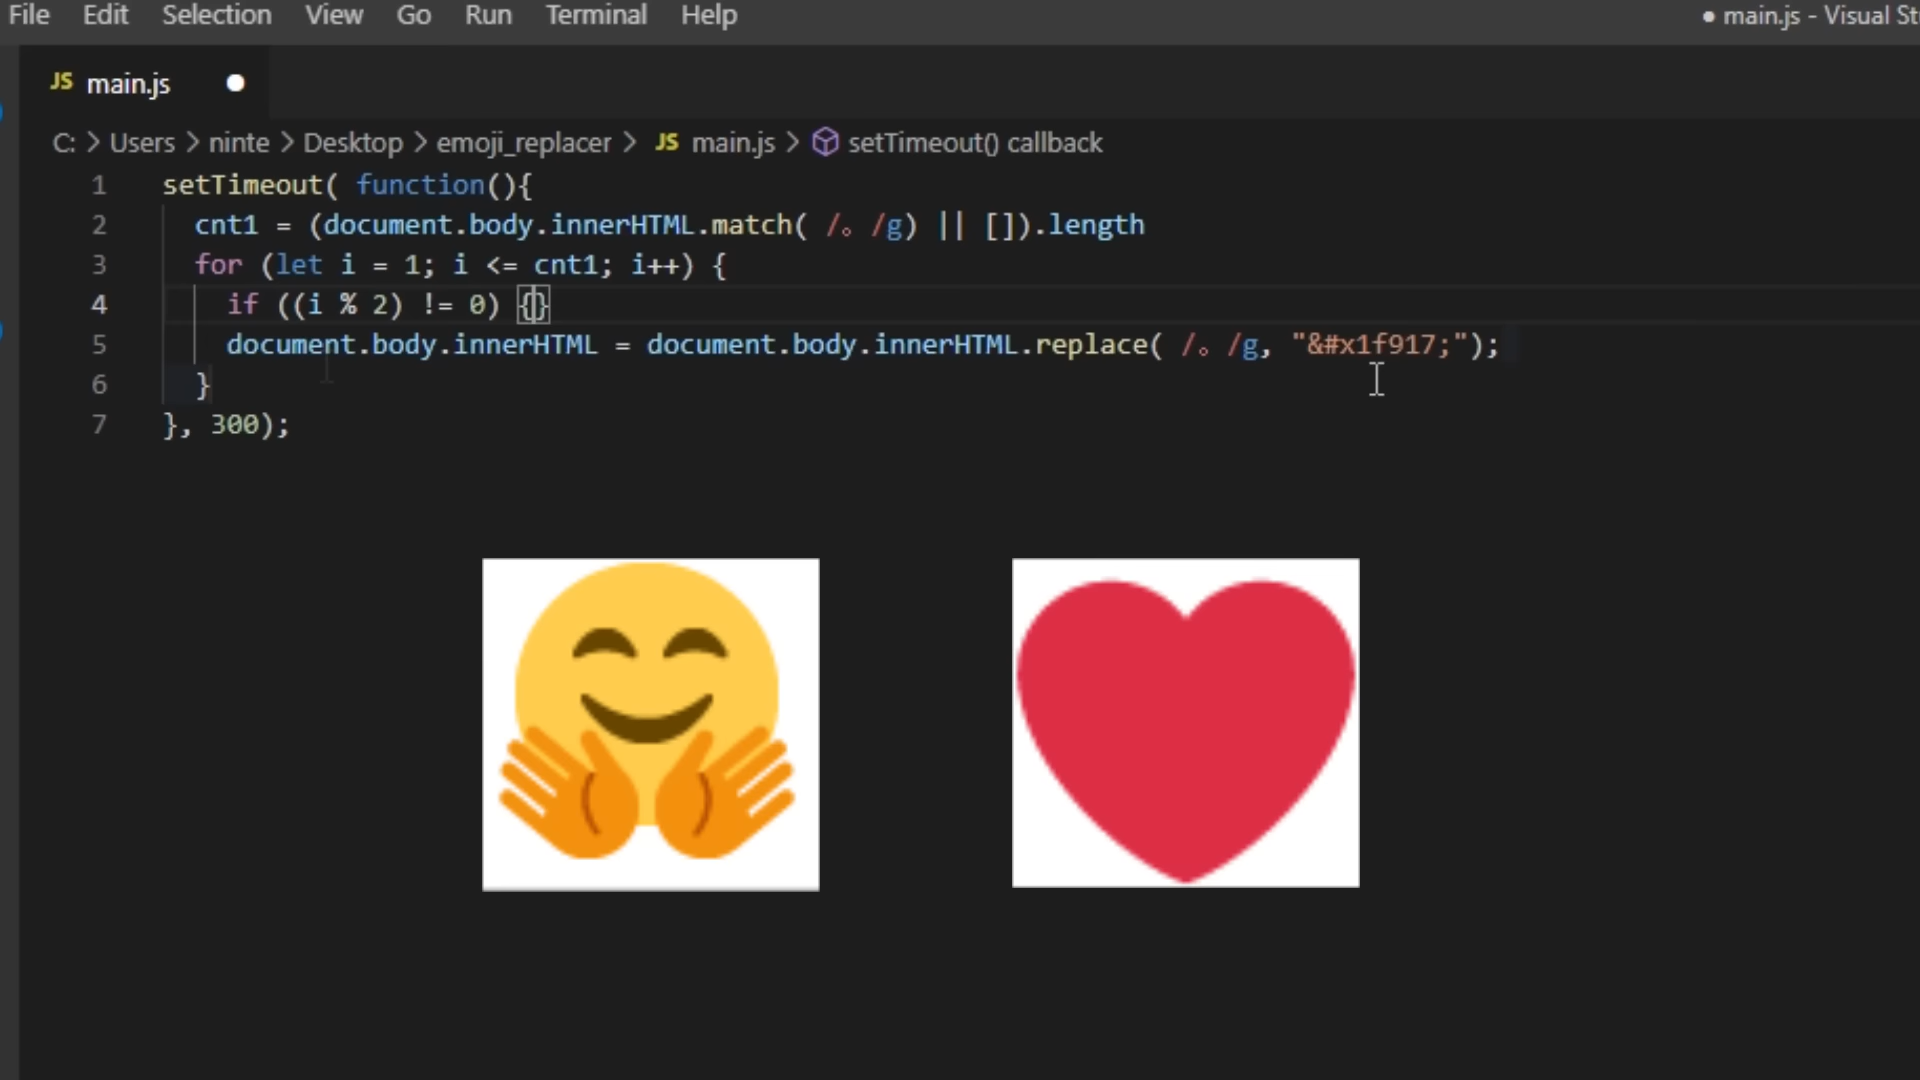 File Edit Selection View Go Run Terminal Help
● main.js - Visual St
JS main.js ●
C: > Users > ninte > Desktop > emoji_replacer > JS main.js > setTimeout() callback
1 setTimeout( function(){
2 cnt1 = (document.body.innerHTML.match( /。/g) || []).length
3 for (let i = 1; i <= cnt1; i++) {
4 if ((i % 2) != 0) {}
5 document.body.innerHTML = document.body.innerHTML.replace( /。/g, "&#x1f917;");
6 }
7 }, 300);